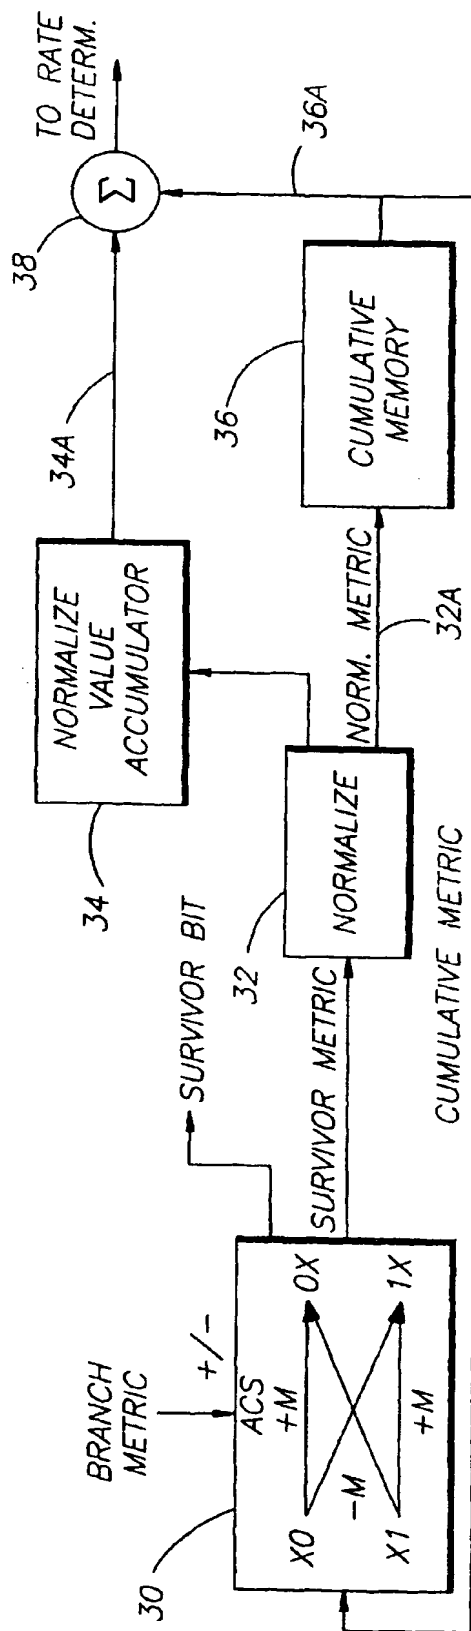 BRANCH
METRIC
+/-
30
ACS
+M
X0
0X
-M
X1
1X
+M
SURVIVOR BIT
SURVIVOR METRIC
32
NORMALIZE
CUMULATIVE METRIC
34
NORMALIZE
VALUE
ACCUMULATOR
NORM. METRIC
32A
34A
36
CUMULATIVE
MEMORY
36A
38
Σ
TO RATE
DETERM.